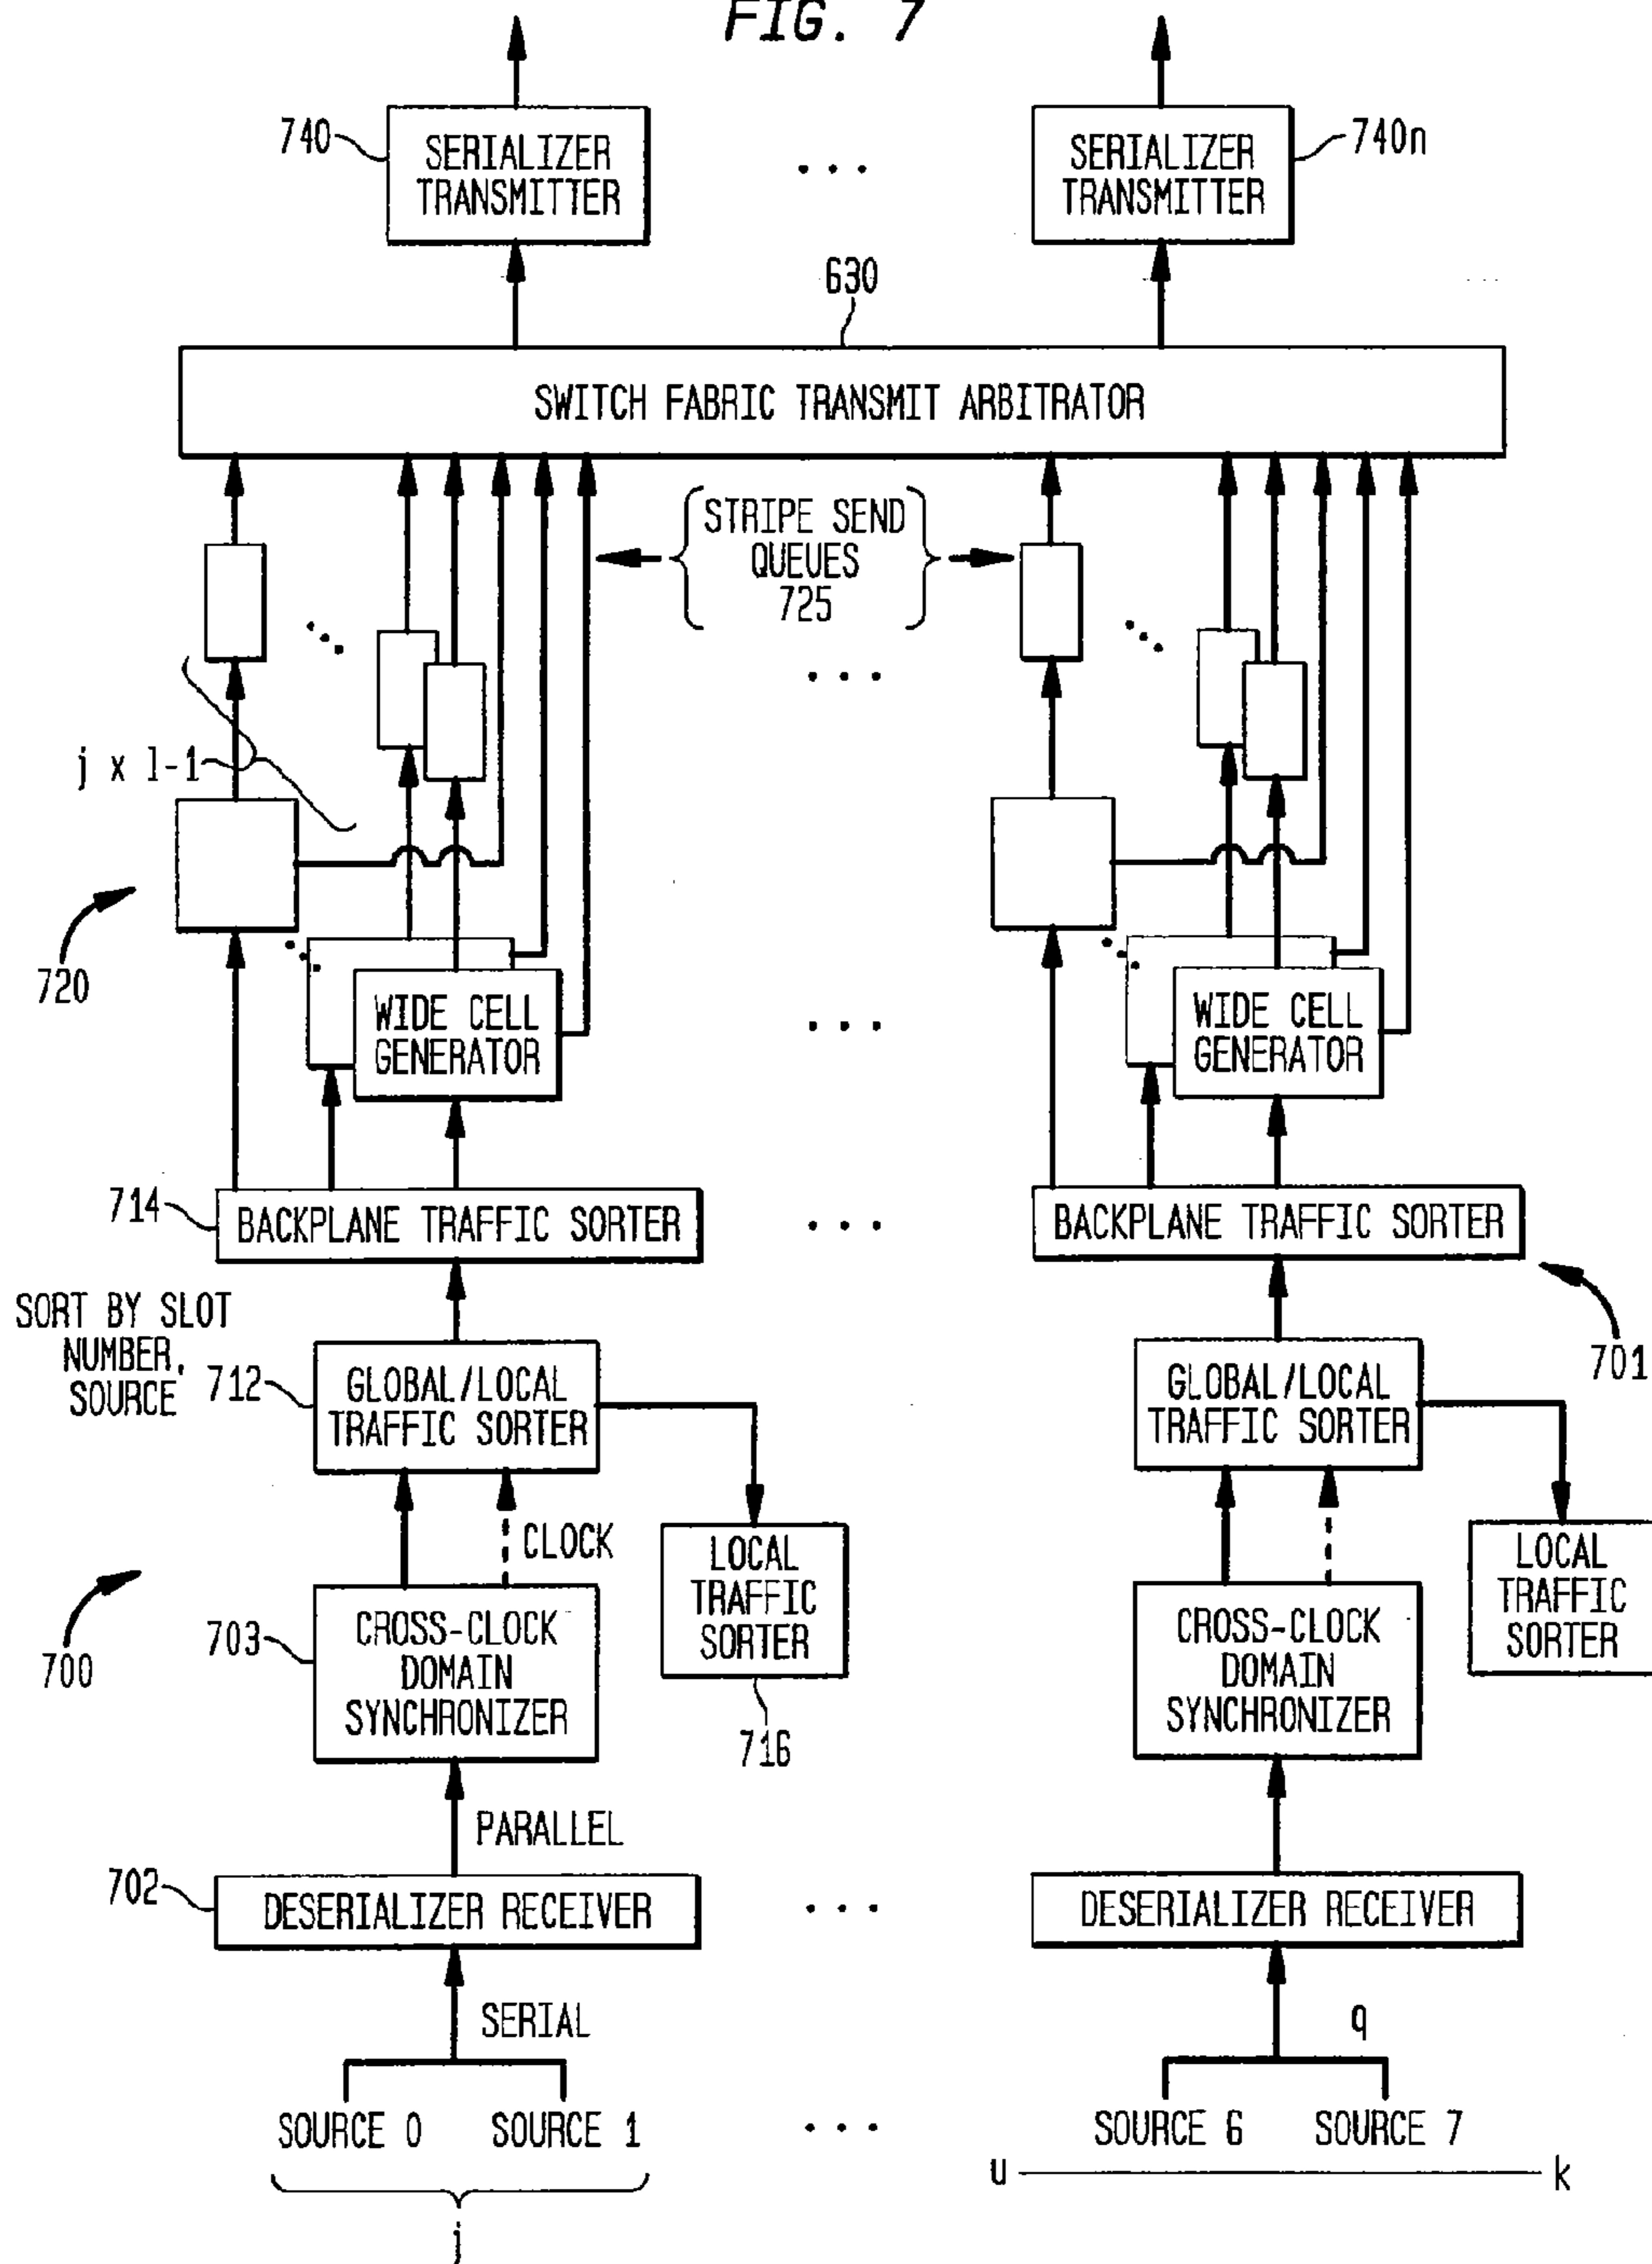 FIG. 7
740
SERIALIZER
TRANSMITTER
SERIALIZER
TRANSMITTER
740n
630
SWITCH FABRIC TRANSMIT ARBITRATOR
STRIPE SEND
QUEUES
725
j x l-1
720
WIDE CELL
GENERATOR
WIDE CELL
GENERATOR
714
BACKPLANE TRAFFIC SORTER
BACKPLANE TRAFFIC SORTER
701
SORT BY SLOT
NUMBER,
SOURCE
712
GLOBAL/LOCAL
TRAFFIC SORTER
GLOBAL/LOCAL
TRAFFIC SORTER
CLOCK
700
703
CROSS-CLOCK
DOMAIN
SYNCHRONIZER
LOCAL
TRAFFIC
SORTER
716
CROSS-CLOCK
DOMAIN
SYNCHRONIZER
LOCAL
TRAFFIC
SORTER
PARALLEL
702
DESERIALIZER RECEIVER
DESERIALIZER RECEIVER
SERIAL
q
SOURCE 0 SOURCE 1
SOURCE 6 SOURCE 7
u k
j